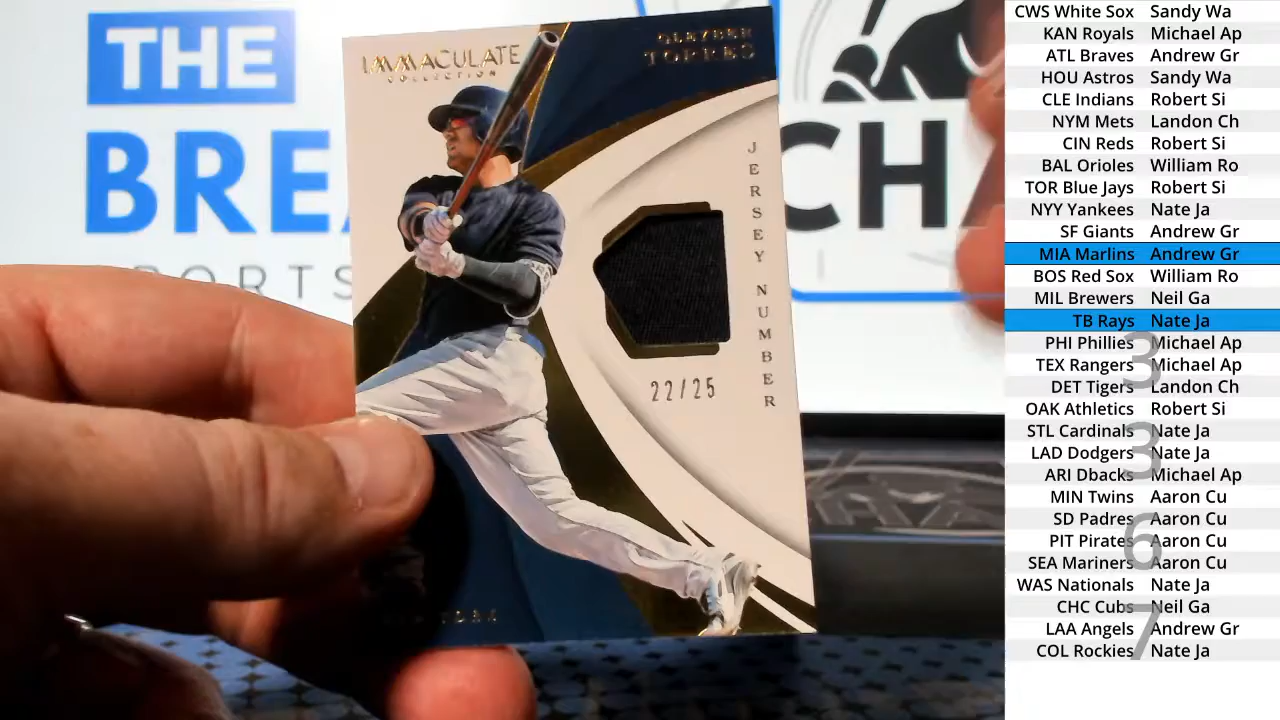 THE
BRE
SPORTS
CH
IMMACULATE
COLLECTION
GLEYBER
TORRES
JERSEY NUMBER
22/25
CWS White Sox Sandy Wa
KAN Royals Michael Ap
ATL Braves Andrew Gr
HOU Astros Sandy Wa
CLE Indians Robert Si
NYM Mets Landon Ch
CIN Reds Robert Si
BAL Orioles William Ro
TOR Blue Jays Robert Si
NYY Yankees Nate Ja
SF Giants Andrew Gr
MIA Marlins Andrew Gr
BOS Red Sox William Ro
MIL Brewers Neil Ga
TB Rays Nate Ja
PHI Phillies Michael Ap
TEX Rangers Michael Ap
DET Tigers Landon Ch
OAK Athletics Robert Si
STL Cardinals Nate Ja
LAD Dodgers Nate Ja
ARI Dbacks Michael Ap
MIN Twins Aaron Cu
SD Padres Aaron Cu
PIT Pirates Aaron Cu
SEA Mariners Aaron Cu
WAS Nationals Nate Ja
CHC Cubs Neil Ga
LAA Angels Andrew Gr
COL Rockies Nate Ja
3
3
6
7